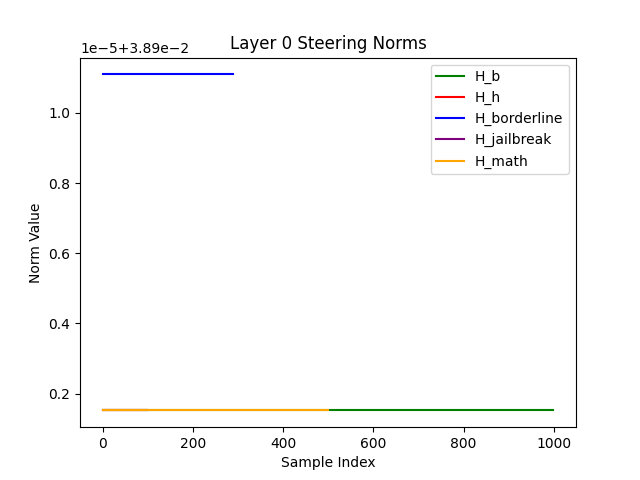 Layer 0 Steering Norms
1e−5+3.89e−2
H_b
H_h
H_borderline
H_jailbreak
H_math
Norm Value
1.0
0.8
0.6
0.4
0.2
0 200 400 600 800 1000
Sample Index